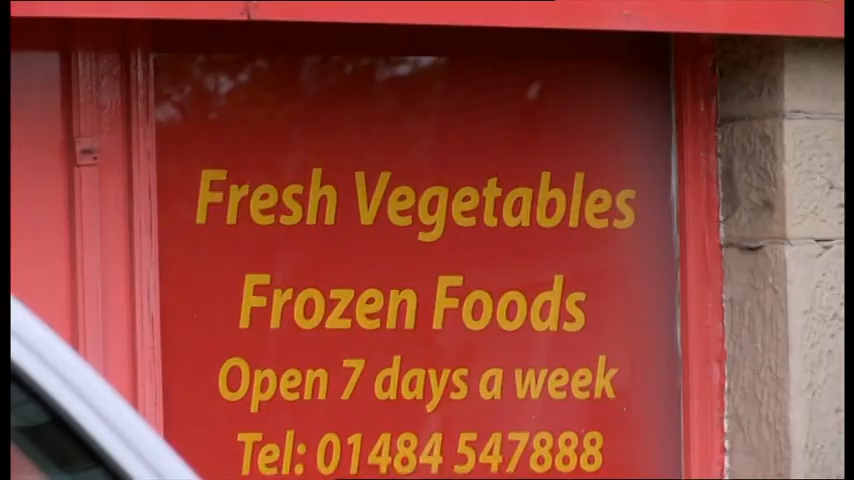 Fresh Vegetables
Frozen Foods
Open 7 days a week
Tel: 01484 547888